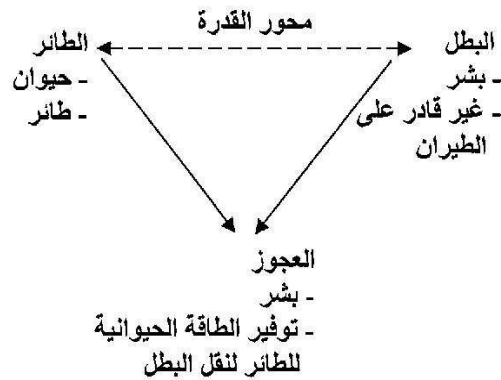 محور القدرة
البطل
- بشر
- غير قادر على
الطيران
الطائر
- حيوان
- طائر
العجوز
- بشر
- توفير الطاقة الحيوانية
للطائر لنقل البطل